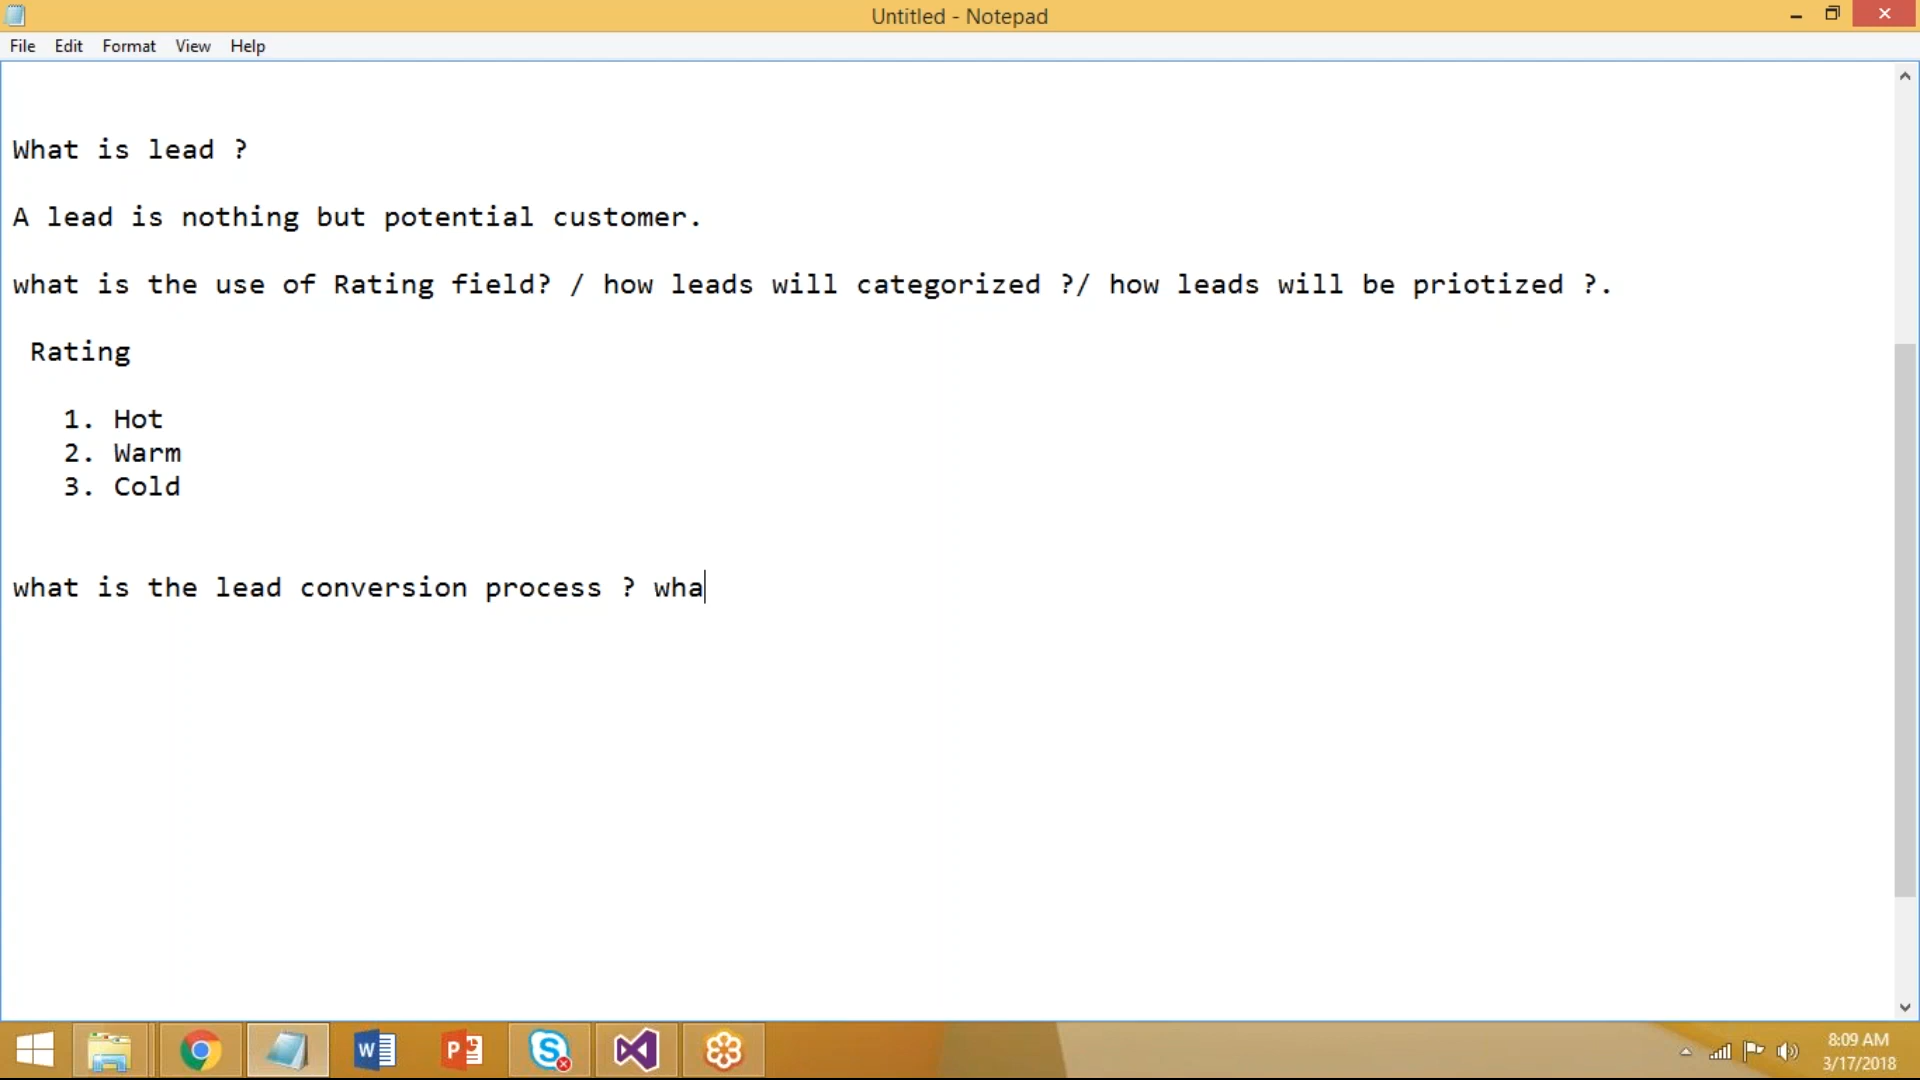 Untitled - Notepad
File Edit Format View Help
What is lead ?
A lead is nothing but potential customer.
what is the use of Rating field? / how leads will categorized ?/ how leads will be priotized ?.
Rating
1. Hot
2. Warm
3. Cold
what is the lead conversion process ? wha
8:09 AM
3/17/2018